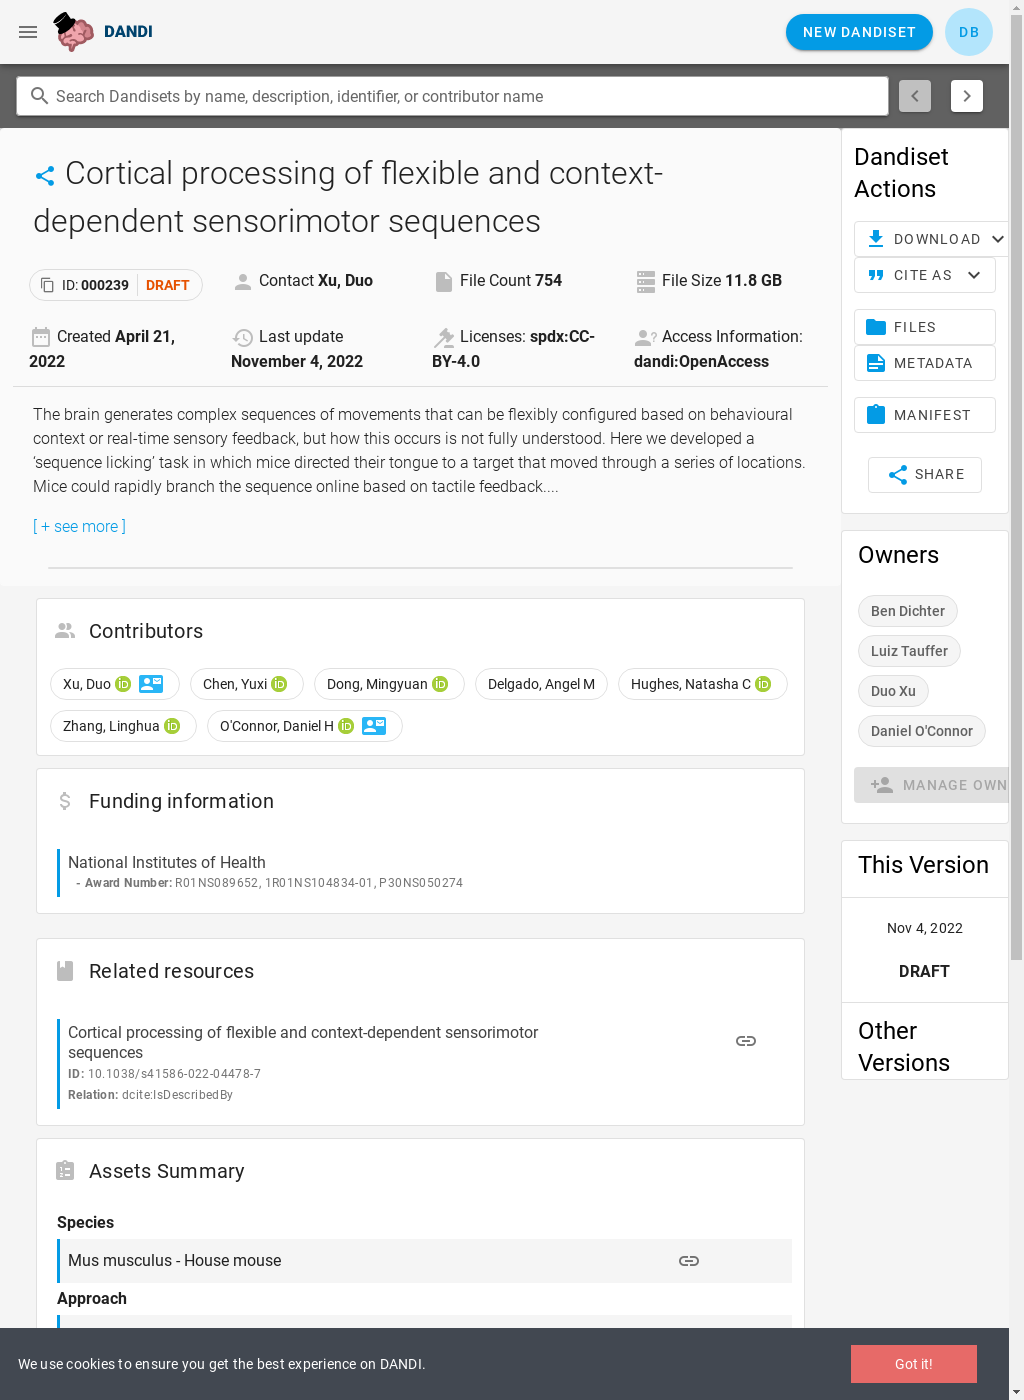 DANDI
NEW DANDISET
DB
Search Dandisets by name, description, identifier, or contributor name
Cortical processing of flexible and context-
dependent sensorimotor sequences
ID: 000239 DRAFT
Contact Xu, Duo
File Count 754
File Size 11.8 GB
Created April 21,
2022
Last update
November 4, 2022
Licenses: spdx:CC-
BY-4.0
Access Information:
dandi:OpenAccess
The brain generates complex sequences of movements that can be flexibly configured based on behavioural
context or real-time sensory feedback, but how this occurs is not fully understood. Here we developed a
‘sequence licking’ task in which mice directed their tongue to a target that moved through a series of locations.
Mice could rapidly branch the sequence online based on tactile feedback....
[ + see more ]
Contributors
Xu, Duo
Chen, Yuxi
Dong, Mingyuan
Delgado, Angel M
Hughes, Natasha C
Zhang, Linghua
O'Connor, Daniel H
Funding information
National Institutes of Health
- Award Number: R01NS089652, 1R01NS104834-01, P30NS050274
Related resources
Cortical processing of flexible and context-dependent sensorimotor
sequences
ID: 10.1038/s41586-022-04478-7
Relation: dcite:IsDescribedBy
Assets Summary
Species
Mus musculus - House mouse
Approach
Dandiset
Actions
DOWNLOAD
CITE AS
FILES
METADATA
MANIFEST
SHARE
Owners
Ben Dichter
Luiz Tauffer
Duo Xu
Daniel O'Connor
MANAGE OWN
This Version
Nov 4, 2022
DRAFT
Other
Versions
We use cookies to ensure you get the best experience on DANDI.
Got it!